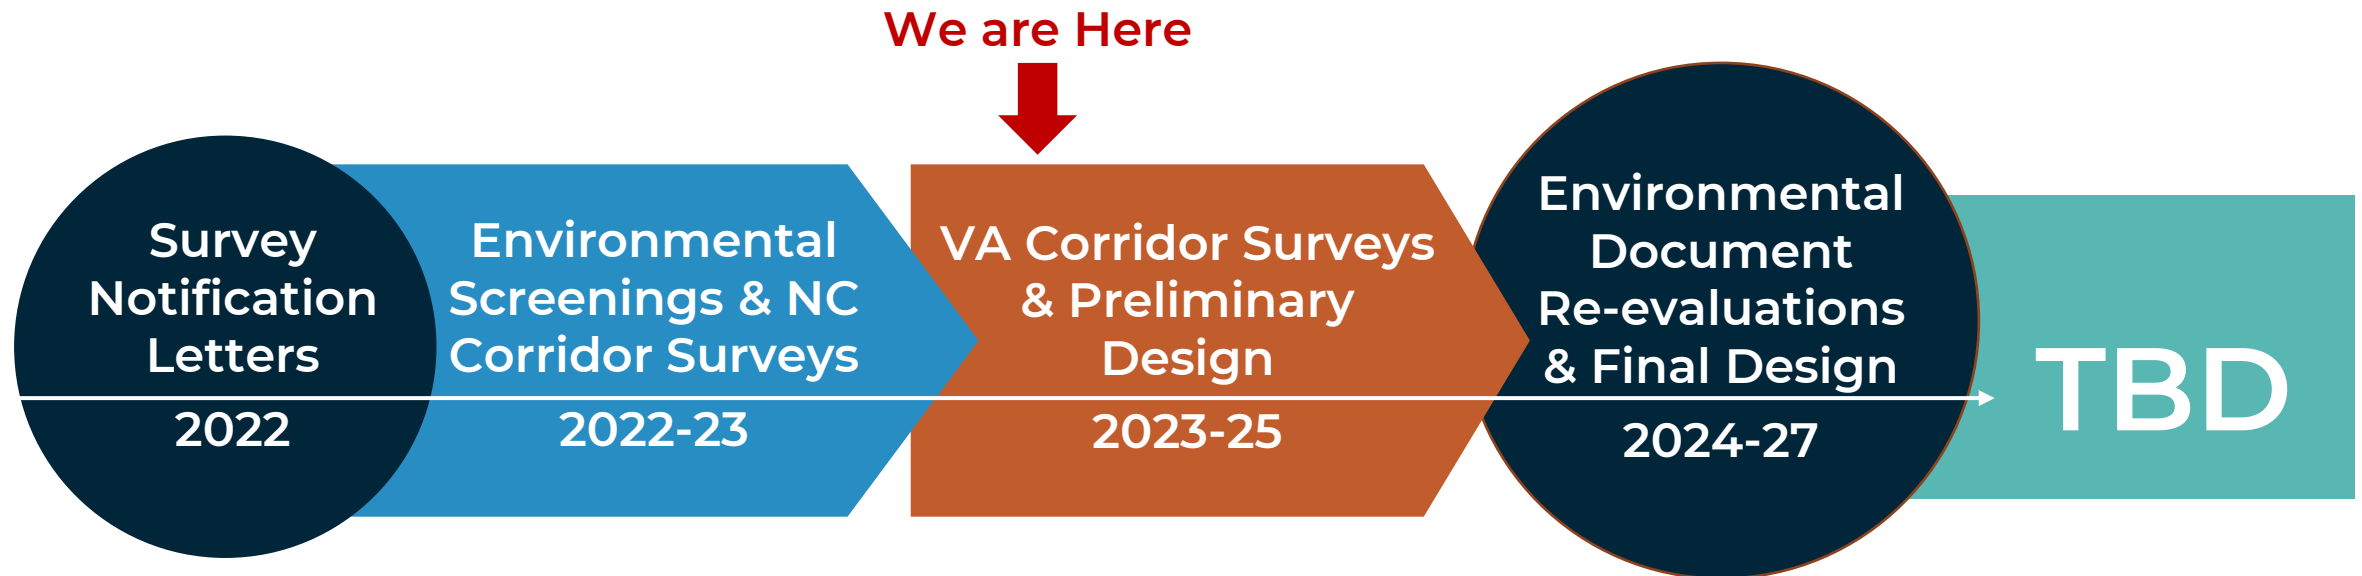 We are Here
Survey
Notification
Letters
2022
Environmental
Screenings & NC
Corridor Surveys
2022-23
VA Corridor Surveys
& Preliminary
Design
2023-25
Environmental
Document
Re-evaluations
& Final Design
2024-27
TBD